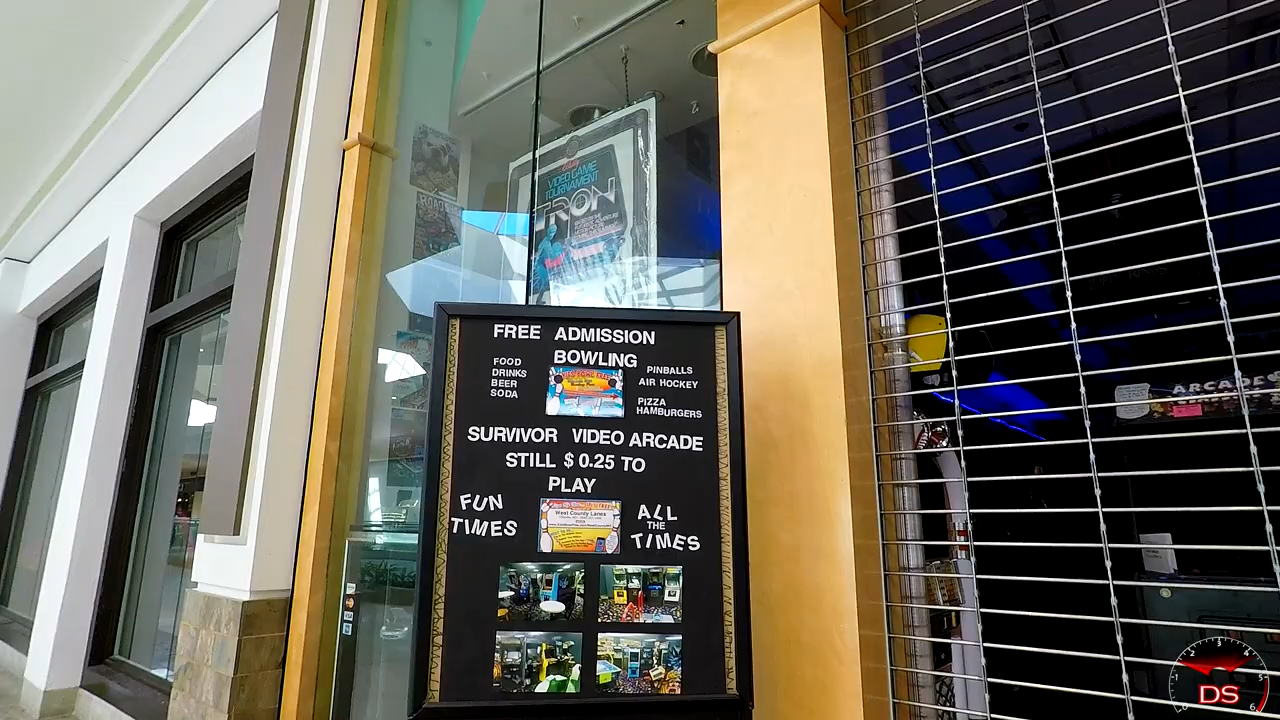 VIDEO GAME
TOURNAMENT
TRON
FREE ADMISSION
BOWLING
FOOD
DRINKS
BEER
SODA
PINBALLS
AIR HOCKEY
PIZZA
HAMBURGERS
SURVIVOR VIDEO ARCADE
STILL $0.25 TO
PLAY
FUN
TIMES
West County Lanes
ALL
THE
TIMES
ARCADE
VISA
DS